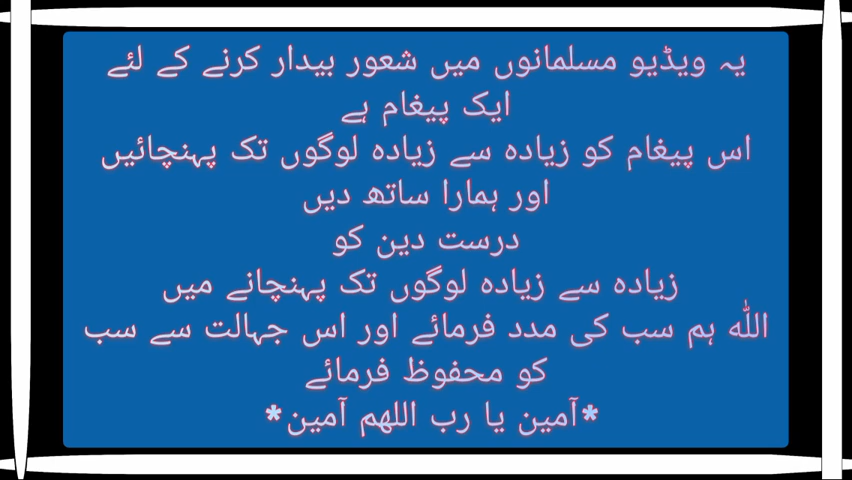 یہ ویڈیو مسلمانوں میں شعور بیدار کرنے کے لئے
ایک پیغام ہے
اس پیغام کو زیادہ سے زیادہ لوگوں تک پہنچائیں
اور ہمارا ساتھ دیں
درست دین کو
زیادہ سے زیادہ لوگوں تک پہنچانے میں
اللہ ہم سب کی مدد فرمائے اور اس جہالت سے سب
کو محفوظ فرمائے
*آمین یا رب اللھم آمین*